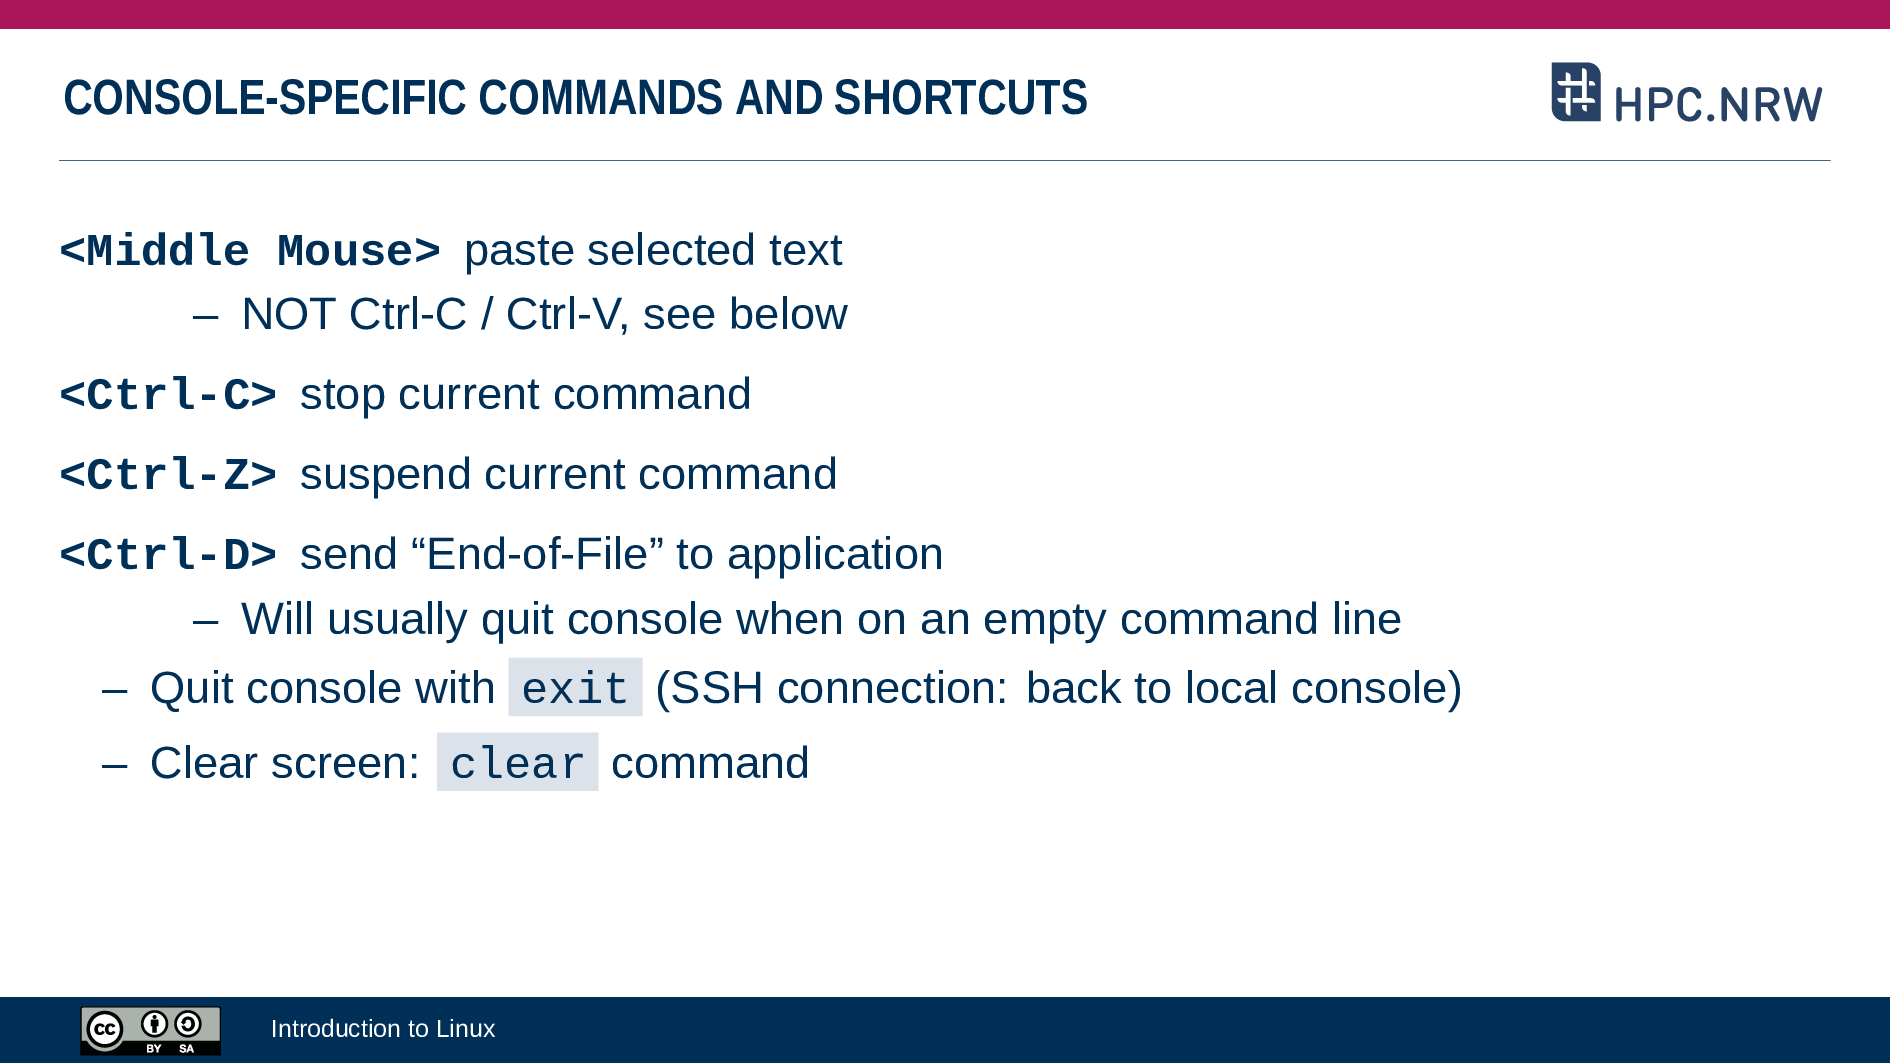 CONSOLE-SPECIFIC COMMANDS AND SHORTCUTS
HPC.NRW
<Middle Mouse> paste selected text
– NOT Ctrl-C / Ctrl-V, see below
<Ctrl-C> stop current command
<Ctrl-Z> suspend current command
<Ctrl-D> send “End-of-File” to application
– Will usually quit console when on an empty command line
– Quit console with exit (SSH connection: back to local console)
– Clear screen: clear command
cc BY SA
Introduction to Linux